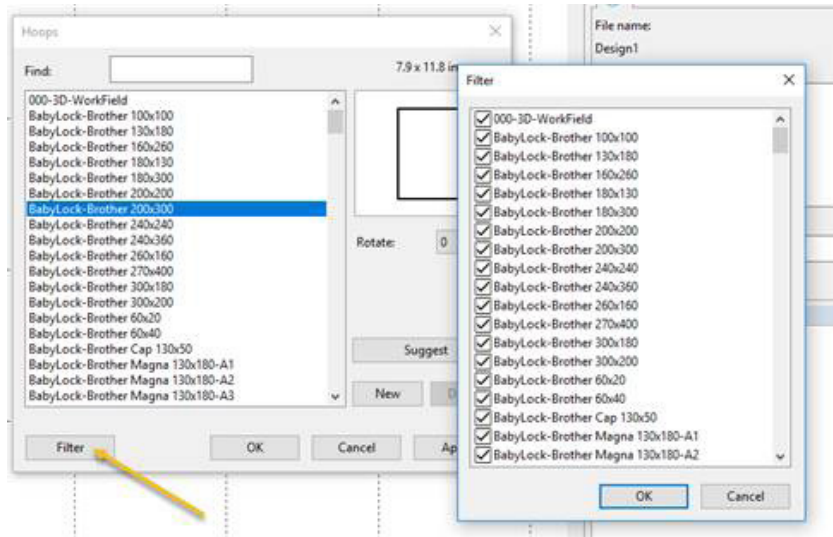 Hoops
Find:
7.9 x 11.8 in
000-3D-WorkField
BabyLock-Brother 100x100
BabyLock-Brother 130x180
BabyLock-Brother 160x260
BabyLock-Brother 180x130
BabyLock-Brother 180x300
BabyLock-Brother 200x200
BabyLock-Brother 200x300
BabyLock-Brother 240x240
BabyLock-Brother 240x360
BabyLock-Brother 260x160
BabyLock-Brother 270x400
BabyLock-Brother 300x180
BabyLock-Brother 300x200
BabyLock-Brother 60x20
BabyLock-Brother 60x40
BabyLock-Brother Cap 130x50
BabyLock-Brother Magna 130x180-A1
BabyLock-Brother Magna 130x180-A2
BabyLock-Brother Magna 130x180-A3
Rotate: 0
Suggest
New
Filter
OK
Cancel
Ap
File name:
Design1
Filter
000-3D-WorkField
BabyLock-Brother 100x100
BabyLock-Brother 130x180
BabyLock-Brother 160x260
BabyLock-Brother 180x130
BabyLock-Brother 180x300
BabyLock-Brother 200x200
BabyLock-Brother 200x300
BabyLock-Brother 240x240
BabyLock-Brother 240x360
BabyLock-Brother 260x160
BabyLock-Brother 270x400
BabyLock-Brother 300x180
BabyLock-Brother 300x200
BabyLock-Brother 60x20
BabyLock-Brother 60x40
BabyLock-Brother Cap 130x50
BabyLock-Brother Magna 130x180-A1
BabyLock-Brother Magna 130x180-A2
OK
Cancel